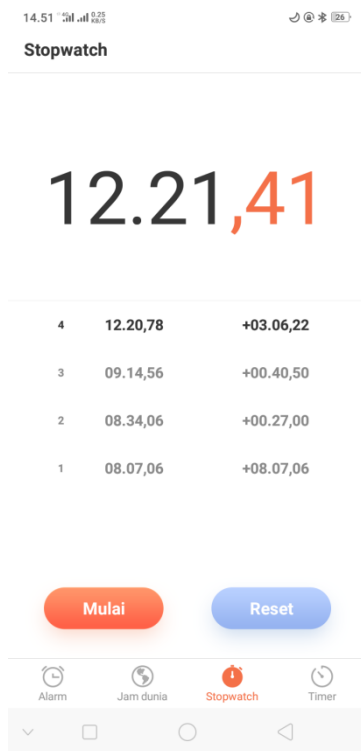 14.51 4G 0.25 KB/S 26
Stopwatch
12.21,41
4 12.20,78 +03.06,22
3 09.14,56 +00.40,50
2 08.34,06 +00.27,00
1 08.07,06 +08.07,06
Mulai Reset
Alarm Jam dunia Stopwatch Timer